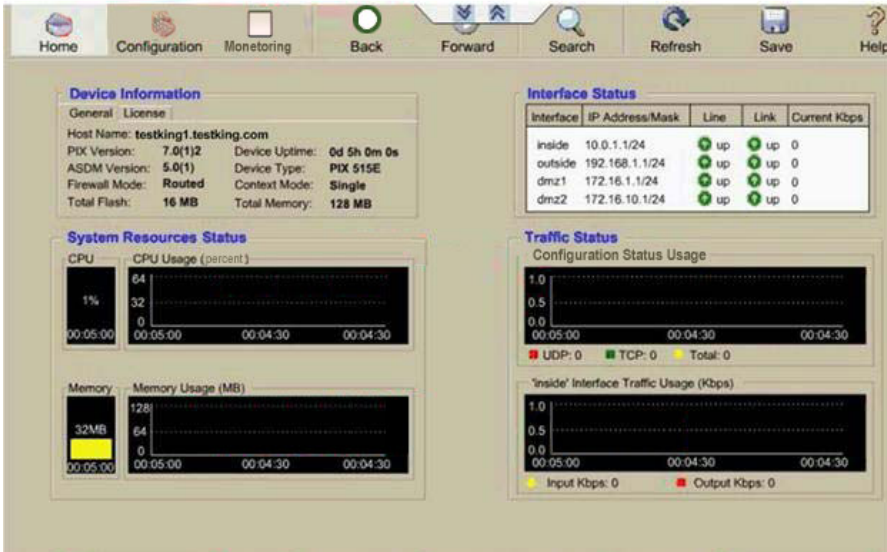 Home Configuration Monetoring Back Forward Search Refresh Save Help
Device Information
General License
Host Name: testking1.testking.com
PIX Version: 7.0(1)2 Device Uptime: 0d 5h 0m 0s
ASDM Version: 5.0(1) Device Type: PIX 515E
Firewall Mode: Routed Context Mode: Single
Total Flash: 16 MB Total Memory: 128 MB
Interface Status
Interface IP Address/Mask Line Link Current Kbps
inside 10.0.1.1/24 up up 0
outside 192.168.1.1/24 up up 0
dmz1 172.16.1.1/24 up up 0
dmz2 172.16.10.1/24 up up 0
System Resources Status
CPU CPU Usage (percent)
64
1% 32
0
00:05:00 00:05:00 00:04:30 00:04:30
Memory Memory Usage (MB)
128
32MB 64
0
00:05:00 00:05:00 00:04:30 00:04:30
Traffic Status
Configuration Status Usage
1.0
0.5
0.0
00:05:00 00:04:30 00:04:30
UDP: 0 TCP: 0 Total: 0
'inside' Interface Traffic Usage (Kbps)
1.0
0.5
0.0
00:05:00 00:04:30 00:04:30
Input Kbps: 0 Output Kbps: 0